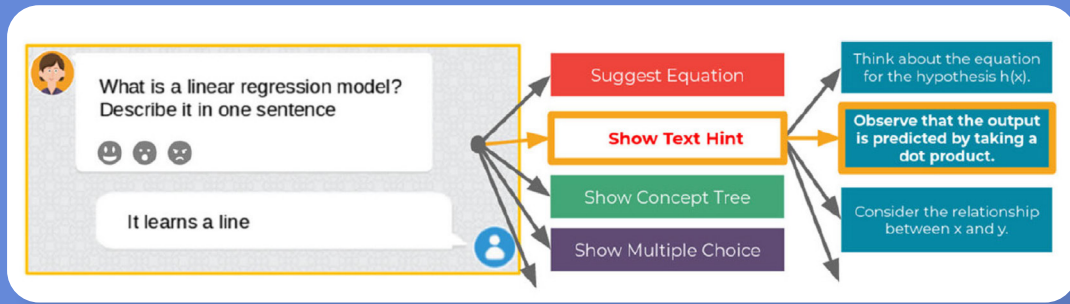 What is a linear regression model?
Describe it in one sentence
It learns a line
Suggest Equation
Show Text Hint
Show Concept Tree
Show Multiple Choice
Think about the equation
for the hypothesis h(x).
Observe that the output
is predicted by taking a
dot product.
Consider the relationship
between x and y.